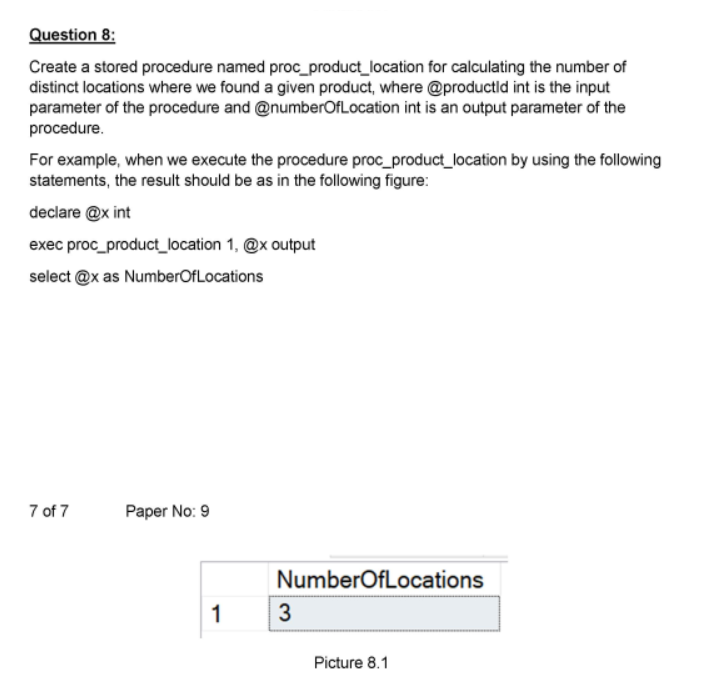 Question 8:
Create a stored procedure named proc_product_location for calculating the number of
distinct locations where we found a given product, where @productId int is the input
parameter of the procedure and @numberOfLocation int is an output parameter of the
procedure.
For example, when we execute the procedure proc_product_location by using the following
statements, the result should be as in the following figure:
declare @x int
exec proc_product_location 1, @x output
select @x as NumberOfLocations
7 of 7 Paper No: 9
NumberOfLocations
1 3
Picture 8.1